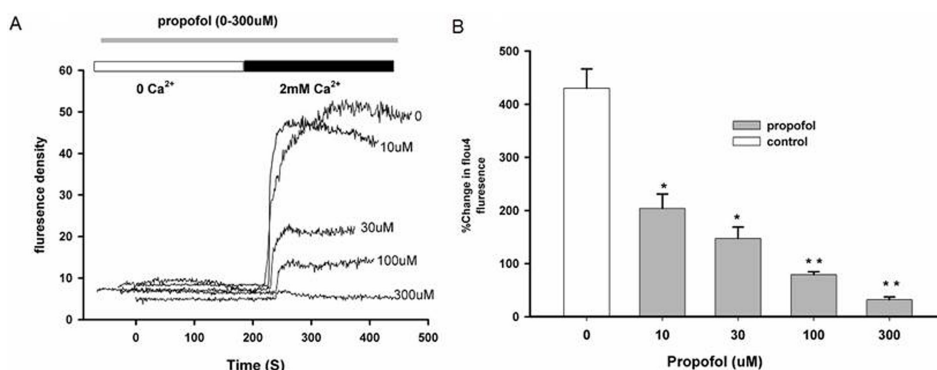 A
propofol (0-300uM)
0 Ca²⁺
2mM Ca²⁺
60
50
40
30
20
10
0
fluresence density
0
10uM
30uM
100uM
300uM
0
100
200
300
400
500
Time (S)
B
500
400
300
200
100
0
%Change in flou4
fluresence
propofol
control
*
*
* *
* *
0
10
30
100
300
Propofol (uM)